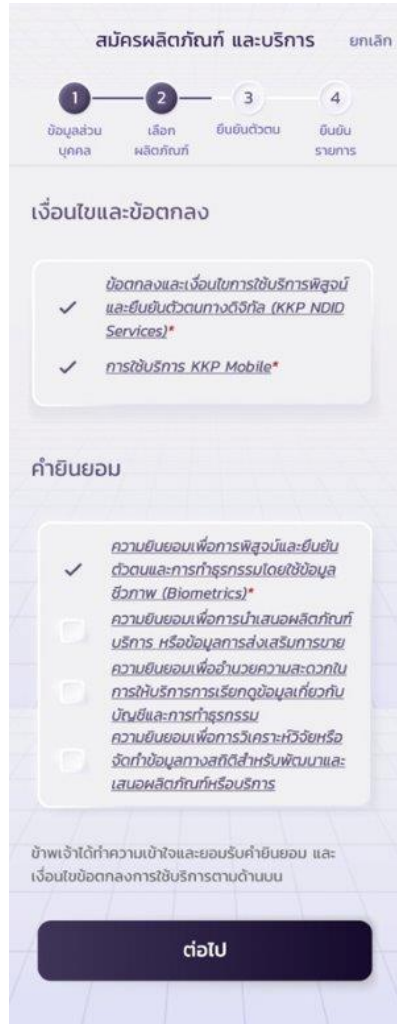 สมัครผลิตภัณฑ์ และบริการ ยกเลิก
1 2 3 4
ข้อมูลส่วน เลือก ยืนยันตัวตน ยืนยัน
บุคคล ผลิตภัณฑ์ รายการ
เงื่อนไขและข้อตกลง
ข้อตกลงและเงื่อนไขการใช้บริการพิสูจน์
และยืนยันตัวตนทางดิจิทัล (KKP NDID
Services)*
การใช้บริการ KKP Mobile*
คำยินยอม
ความยินยอมเพื่อการพิสูจน์และยืนยัน
ตัวตนและการทำธุรกรรมโดยใช้ข้อมูล
ชีวภาพ (Biometrics)*
ความยินยอมเพื่อการนำเสนอผลิตภัณฑ์
บริการ หรือข้อมูลการส่งเสริมการขาย
ความยินยอมเพื่ออำนวยความสะดวกใน
การให้บริการการเรียกดูข้อมูลเกี่ยวกับ
บัญชีและการทำธุรกรรม
ความยินยอมเพื่อการวิเคราะห์วิจัยหรือ
จัดทำข้อมูลทางสถิติสำหรับพัฒนาและ
เสนอผลิตภัณฑ์หรือบริการ
ข้าพเจ้าได้ทำความเข้าใจและยอมรับคำยินยอม และ
เงื่อนไขข้อตกลงการใช้บริการตามด้านบน
ต่อไป